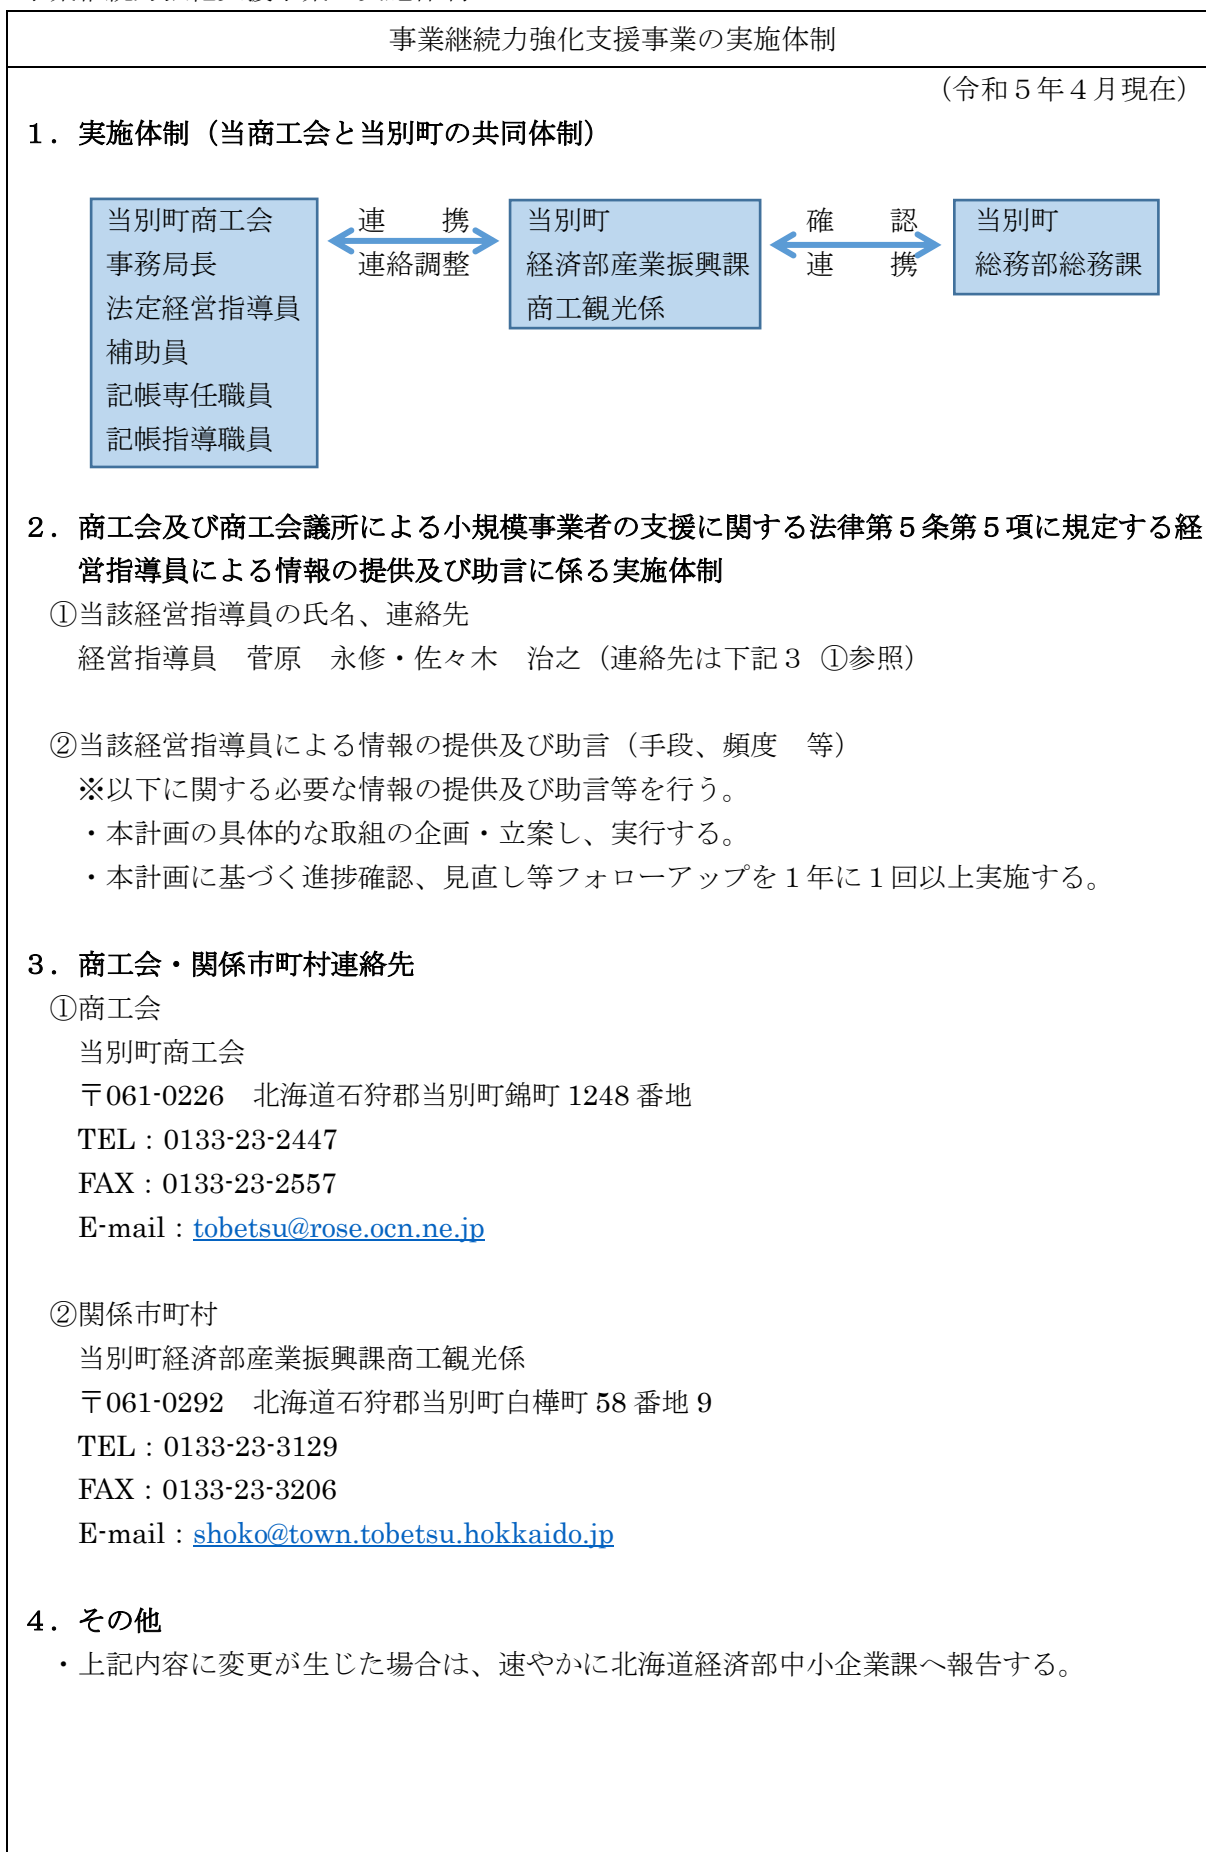 事業継続力強化支援事業の実施体制
（令和５年４月現在）
１．実施体制（当商工会と当別町の共同体制）
当別町商工会
事務局長
法定経営指導員
補助員
記帳専任職員
記帳指導職員
連　　携
連絡調整
当別町
経済部産業振興課
商工観光係
確　　認
連　　携
当別町
総務部総務課
２．商工会及び商工会議所による小規模事業者の支援に関する法律第５条第５項に規定する経
営指導員による情報の提供及び助言に係る実施体制
①当該経営指導員の氏名、連絡先
経営指導員　菅原　永修・佐々木　治之（連絡先は下記３ ①参照）
②当該経営指導員による情報の提供及び助言（手段、頻度　等）
※以下に関する必要な情報の提供及び助言等を行う。
・本計画の具体的な取組の企画・立案し、実行する。
・本計画に基づく進捗確認、見直し等フォローアップを１年に１回以上実施する。
３．商工会・関係市町村連絡先
①商工会
当別町商工会
〒061-0226　北海道石狩郡当別町錦町 1248 番地
TEL：0133-23-2447
FAX：0133-23-2557
E-mail：tobetsu@rose.ocn.ne.jp
②関係市町村
当別町経済部産業振興課商工観光係
〒061-0292　北海道石狩郡当別町白樺町 58 番地 9
TEL：0133-23-3129
FAX：0133-23-3206
E-mail：shoko@town.tobetsu.hokkaido.jp
４．その他
・上記内容に変更が生じた場合は、速やかに北海道経済部中小企業課へ報告する。